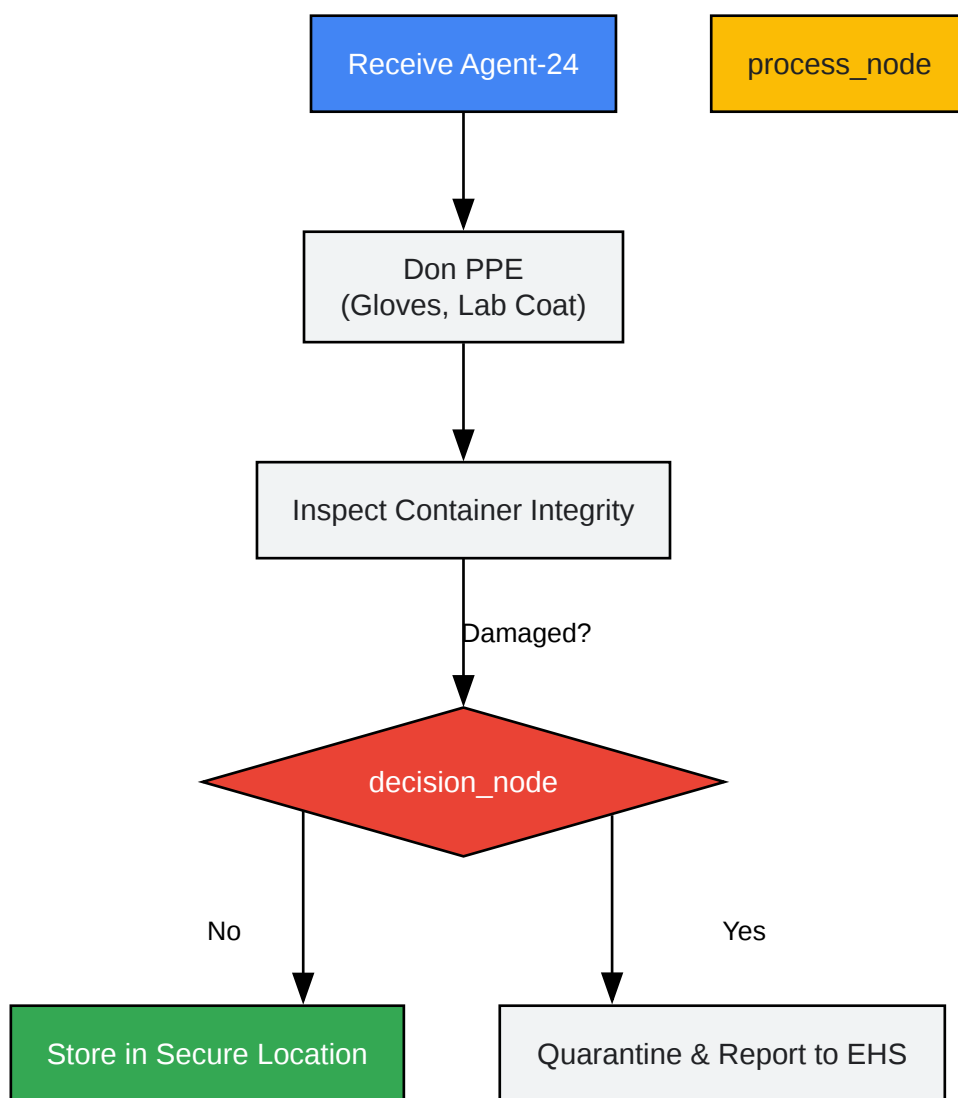 Receive Agent-24
process_node
Don PPE
(Gloves, Lab Coat)
Inspect Container Integrity
Damaged?
decision_node
No
Yes
Store in Secure Location
Quarantine & Report to EHS